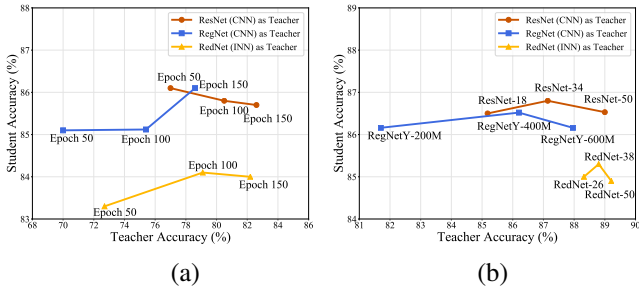 88
87
86
85
84
83
68 70 72 74 76 78 80 82 84 86
Student Accuracy (%)
Teacher Accuracy (%)
ResNet (CNN) as Teacher
RegNet (CNN) as Teacher
RedNet (INN) as Teacher
Epoch 50
Epoch 150
Epoch 100
Epoch 150
Epoch 50
Epoch 100
Epoch 100
Epoch 150
Epoch 50
(a)
89
88
87
86
85
84
81 82 83 84 85 86 87 88 89 90
Student Accuracy (%)
Teacher Accuracy (%)
ResNet (CNN) as Teacher
RegNet (CNN) as Teacher
RedNet (INN) as Teacher
ResNet-34
ResNet-18
ResNet-50
RegNetY-200M
RegNetY-400M
RegNetY-600M
RedNet-38
RedNet-26
RedNet-50
(b)